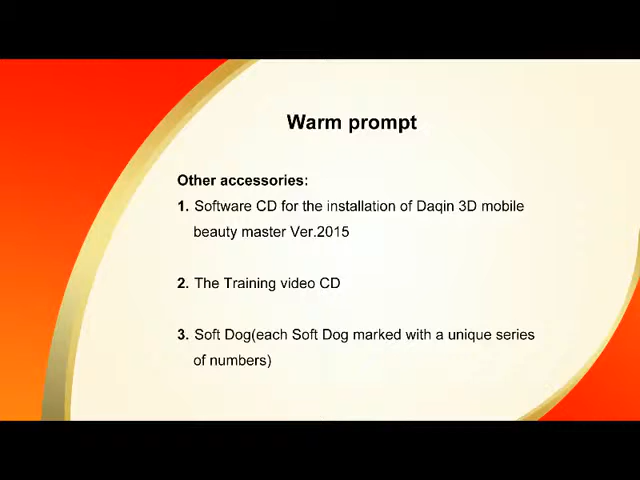 Warm prompt
Other accessories:
1. Software CD for the installation of Daqin 3D mobile
beauty master Ver.2015
2. The Training video CD
3. Soft Dog(each Soft Dog marked with a unique series
of numbers)